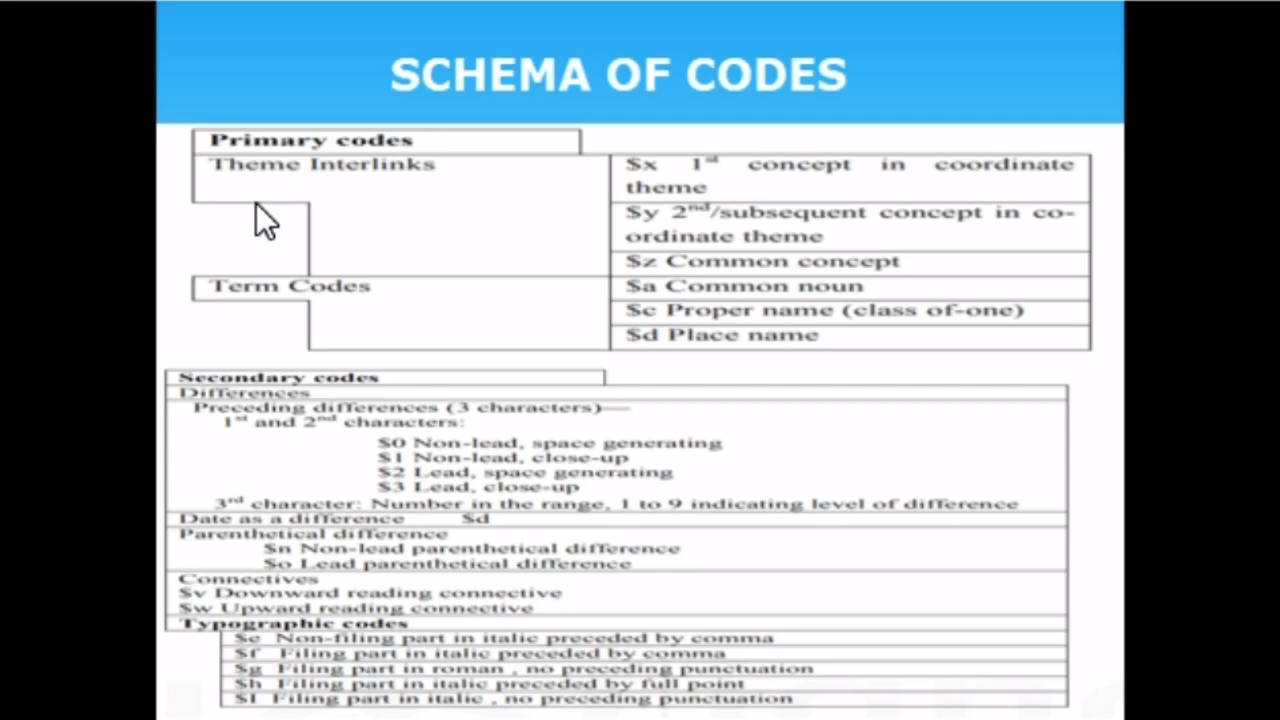 SCHEMA OF CODES
Primary codes
Theme Interlinks
$x 1st concept in coordinate
theme
$y 2nd/subsequent concept in co-
ordinate theme
$z Common concept
Term Codes
$a Common noun
$c Proper name (class of-one)
$d Place name
Secondary codes
Differences
Preceding differences (3 characters)—
1st and 2nd characters:
$0 Non-lead, space generating
$1 Non-lead, close-up
$2 Lead, space generating
$3 Lead, close-up
3rd character: Number in the range, 1 to 9 indicating level of difference
Date as a difference $d
Parenthetical difference
$n Non-lead parenthetical difference
$o Lead parenthetical difference
Connectives
$v Downward reading connective
$w Upward reading connective
Typographic codes
$e Non-filing part in italic preceded by comma
$f Filing part in italic preceded by comma
$g Filing part in roman , no preceding punctuation
$h Filing part in italic preceded by full point
$l Filing part in italic , no preceding punctuation